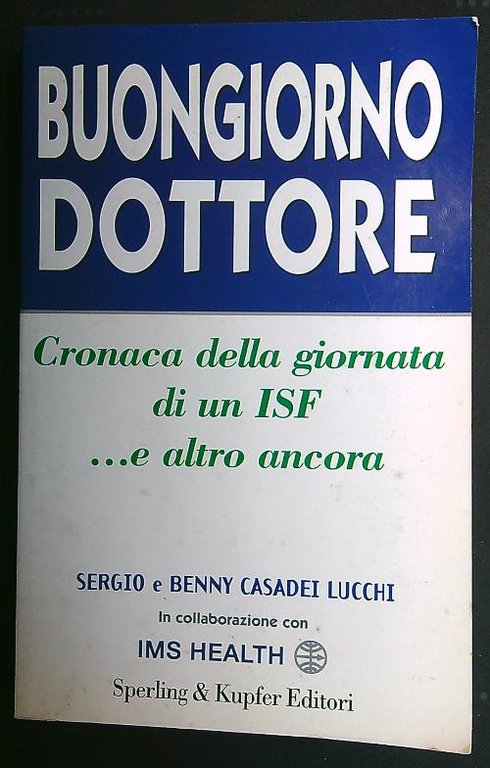 BUONGIORNO
DOTTORE
Cronaca della giornata
di un ISF
...e altro ancora
SERGIO e BENNY CASADEI LUCCHI
In collaborazione con
IMS HEALTH
Sperling & Kupfer Editori